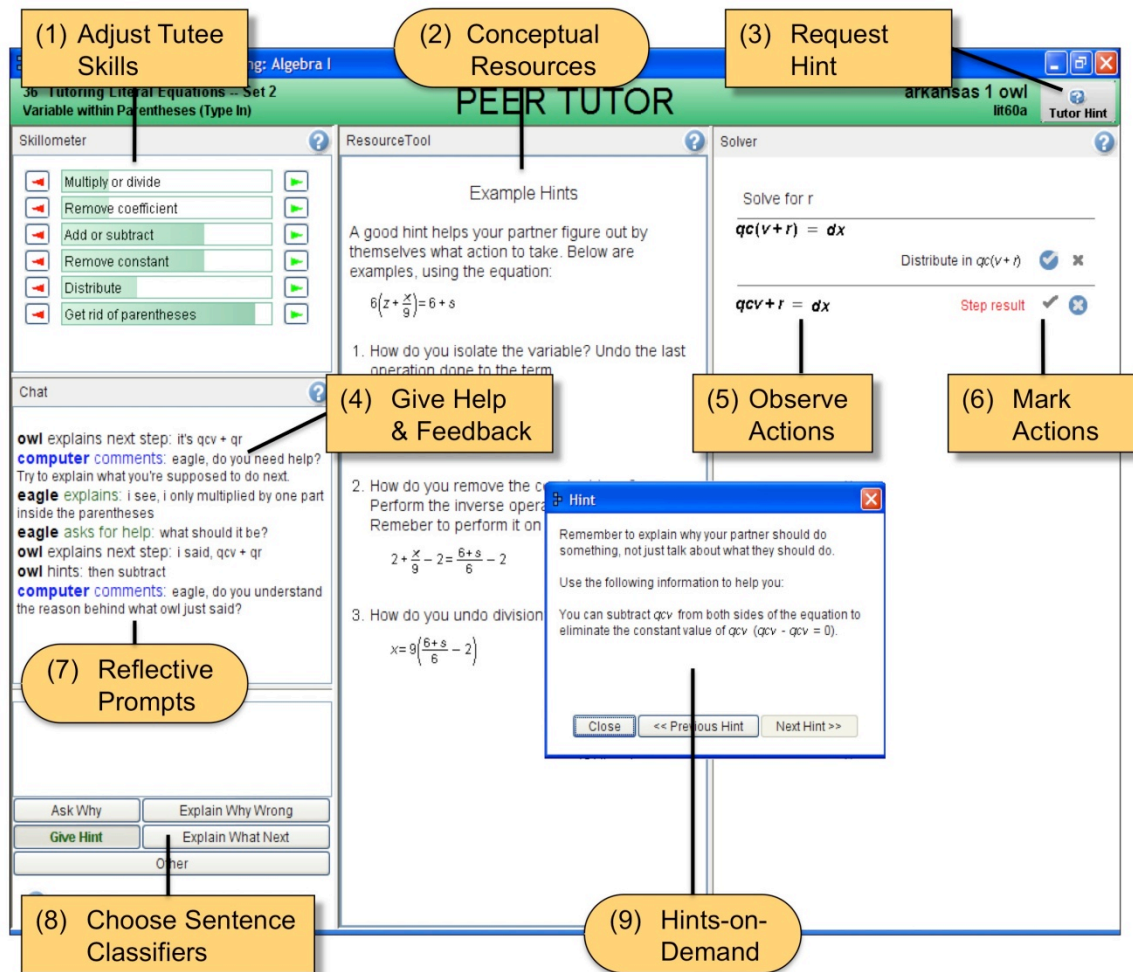 (1) Adjust Tutee
Skills
(2) Conceptual
Resources
(3) Request
Hint
ng: Algebra I
36 Tutoring Literal Equations -- Set 2
Variable within Parentheses (Type In)
PEER TUTOR
arkansas 1 owl
lit60a
Tutor Hint
Skillometer
Multiply or divide
Remove coefficient
Add or subtract
Remove constant
Distribute
Get rid of parentheses
ResourceTool
Example Hints
A good hint helps your partner figure out by
themselves what action to take. Below are
examples, using the equation:
6(z + x/9) = 6 + s
1. How do you isolate the variable? Undo the last
operation done to the term
Solver
Solve for r
qc(v + r) = dx
Distribute in qc(v + r)
qcv + r = dx
Step result
(4) Give Help
& Feedback
(5) Observe
Actions
(6) Mark
Actions
Chat
owl explains next step: it's qcv + qr
computer comments: eagle, do you need help?
Try to explain what you're supposed to do next.
eagle explains: i see, i only multiplied by one part
inside the parentheses
eagle asks for help: what should it be?
owl explains next step: i said, qcv + qr
owl hints: then subtract
computer comments: eagle, do you understand
the reason behind what owl just said?
(7) Reflective
Prompts
2. How do you remove the
Perform the inverse
Remeber to perform it on
2 + x/9 - 2 = (6+s)/6 - 2
3. How do you undo division
x = 9((6+s)/6 - 2)
Hint
Remember to explain why your partner should do
something, not just talk about what they should do.
Use the following information to help you:
You can subtract qcv from both sides of the equation to
eliminate the constant value of qcv (qcv - qcv = 0).
Close
<< Previous Hint
Next Hint >>
Ask Why
Explain Why Wrong
Give Hint
Explain What Next
Other
(8) Choose Sentence
Classifiers
(9) Hints-on-
Demand